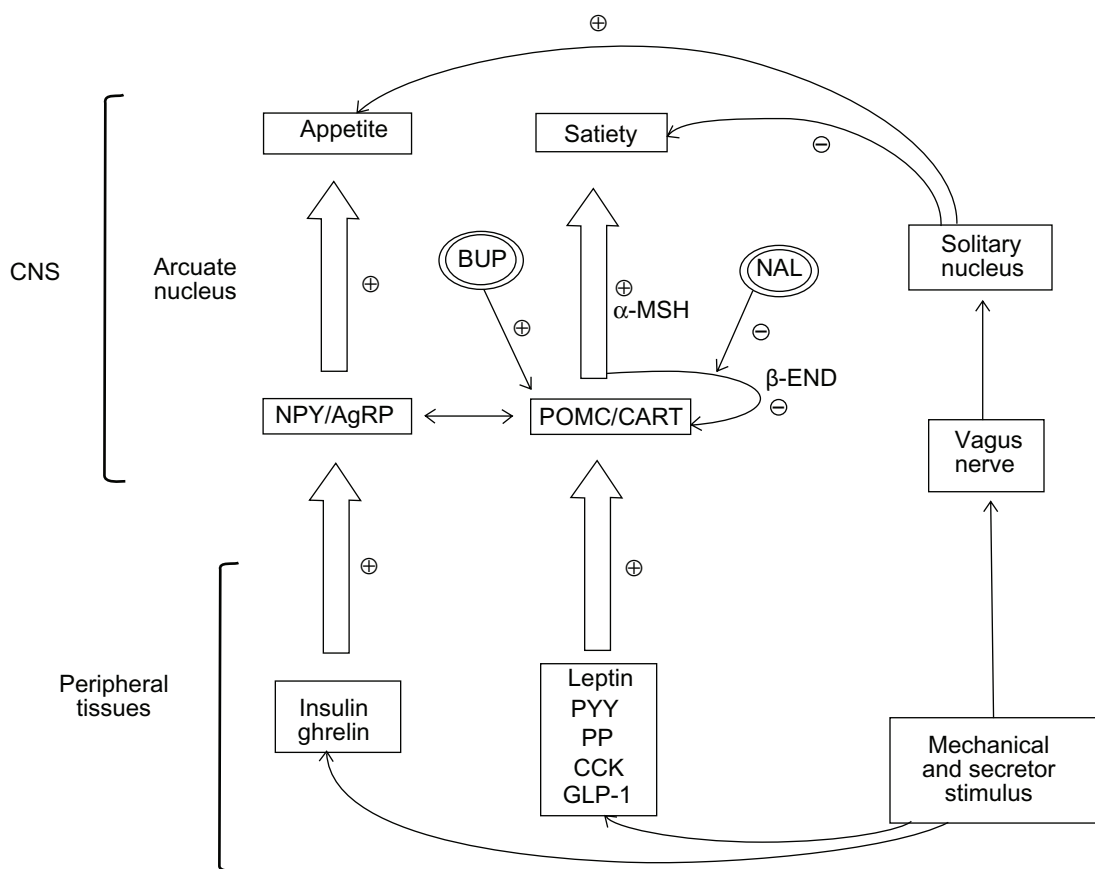 ⊕
Appetite
Satiety
⊖
CNS
Arcuate
nucleus
BUP
NAL
Solitary
nucleus
⊕
⊕
⊕
α-MSH
⊖
β-END
⊖
NPY/AgRP
POMC/CART
Vagus
nerve
⊕
⊕
Peripheral
tissues
Insulin
ghrelin
Leptin
PYY
PP
CCK
GLP-1
Mechanical
and secretor
stimulus